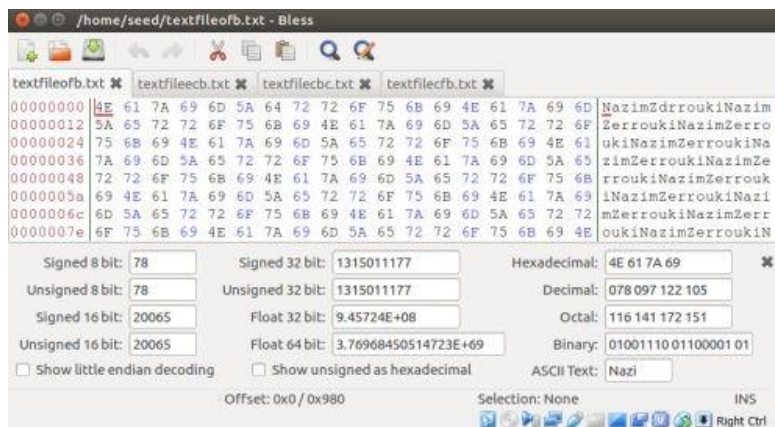 /home/seed/textfileofb.txt - Bless
textfileofb.txt ✖ textfileecb.txt ✖ textfilecbc.txt ✖ textfilecfb.txt ✖
00000000 4E 61 7A 69 6D 5A 64 72 72 6F 75 6B 69 4E 61 7A 69 6D NazimZdrroukiNazim
00000012 5A 65 72 72 6F 75 6B 69 4E 61 7A 69 6D 5A 65 72 72 6F ZerroukiNazimZerro
00000024 75 6B 69 4E 61 7A 69 6D 5A 65 72 72 6F 75 6B 69 4E 61 ukiNazimZerroukiNa
00000036 7A 69 6D 5A 65 72 72 6F 75 6B 69 4E 61 7A 69 6D 5A 65 zimZerroukiNazimZe
00000048 72 72 6F 75 6B 69 4E 61 7A 69 6D 5A 65 72 72 6F 75 6B rroukiNazimZerrouk
0000005a 69 4E 61 7A 69 6D 5A 65 72 72 6F 75 6B 69 4E 61 7A 69 iNazimZerroukiNazi
0000006c 6D 5A 65 72 72 6F 75 6B 69 4E 61 7A 69 6D 5A 65 72 72 mZerroukiNazimZerr
0000007e 6F 75 6B 69 4E 61 7A 69 6D 5A 65 72 72 6F 75 6B 69 4E oukiNazimZerroukiN
Signed 8 bit: 78 Signed 32 bit: 1315011177 Hexadecimal: 4E 61 7A 69
Unsigned 8 bit: 78 Unsigned 32 bit: 1315011177 Decimal: 078 097 122 105
Signed 16 bit: 20065 Float 32 bit: 9.45724E+08 Octal: 116 141 172 151
Unsigned 16 bit: 20065 Float 64 bit: 3.76968450514723E+69 Binary: 01001110 01100001 01
Show little endian decoding Show unsigned as hexadecimal ASCII Text: Nazi
Offset: 0x0 / 0x980 Selection: None INS
Right Ctrl